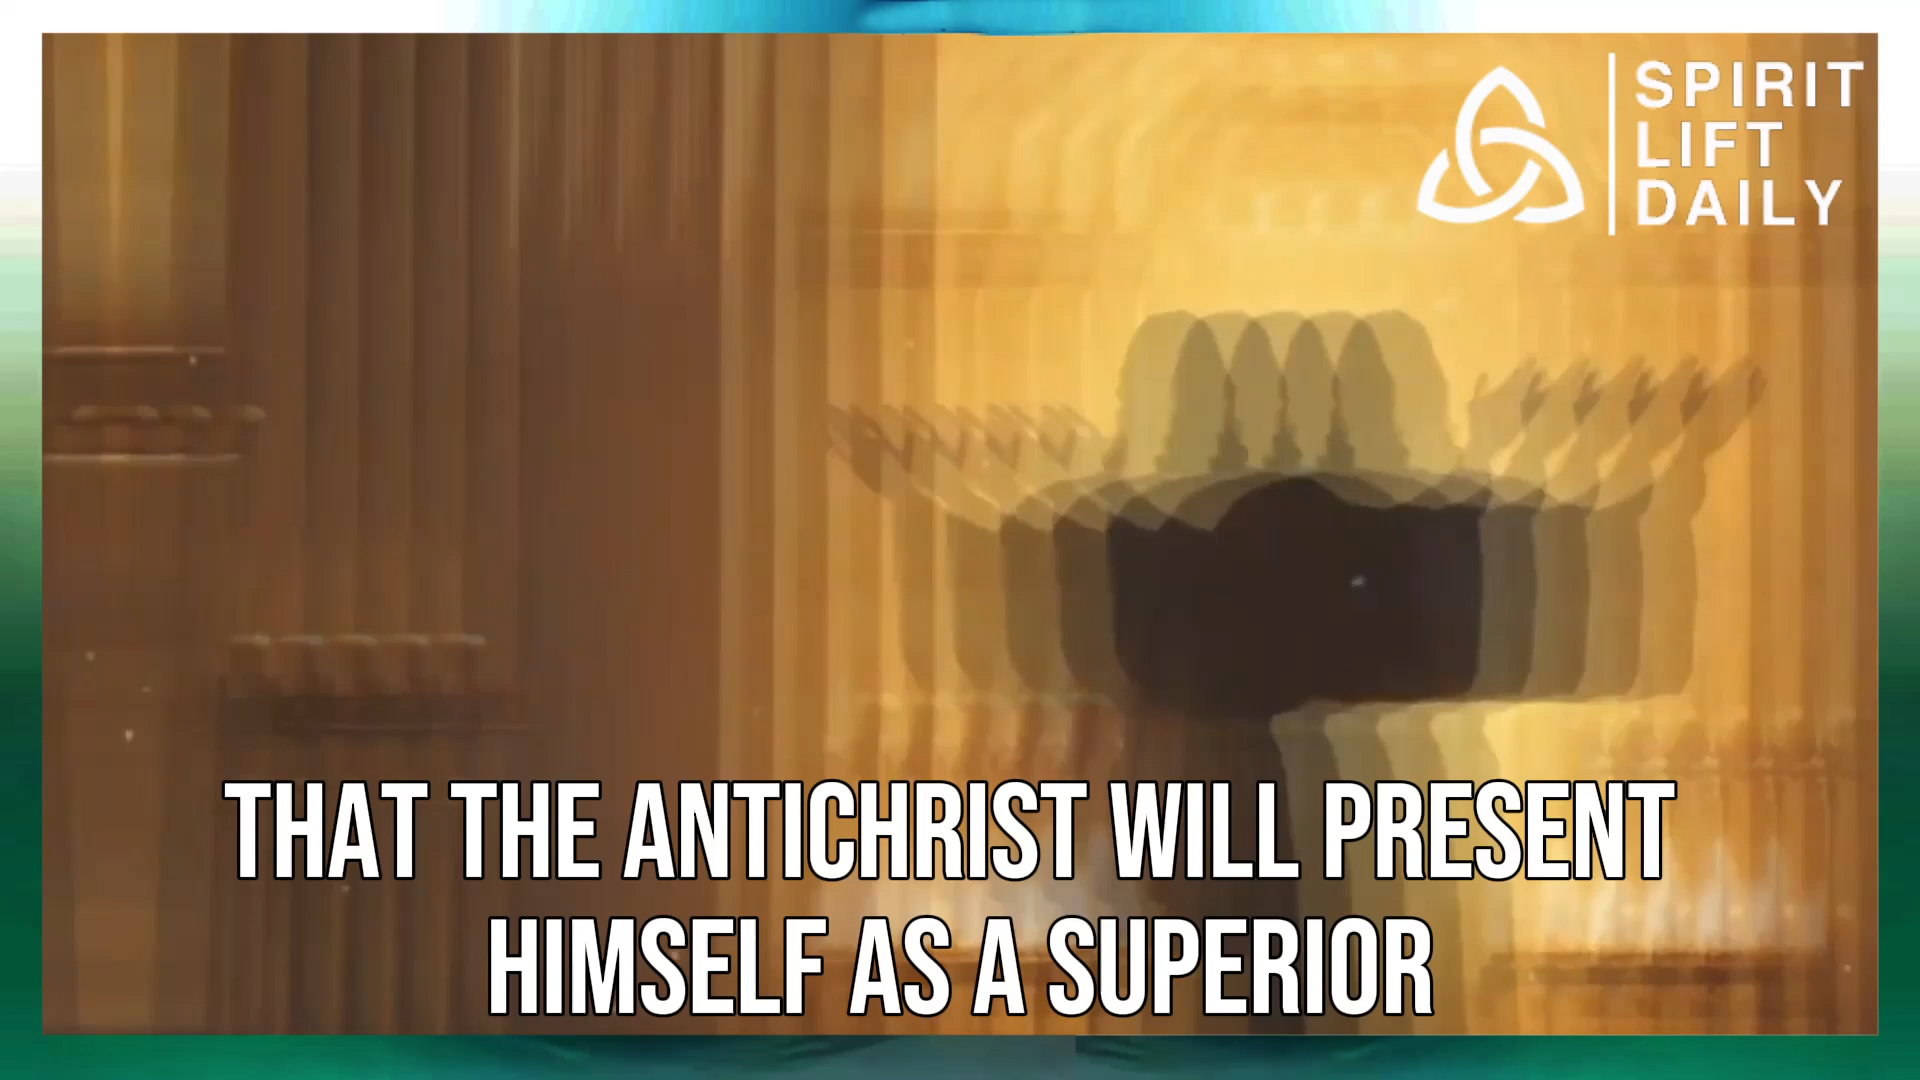 SPIRIT
LIFT
DAILY
THAT THE ANTICHRIST WILL PRESENT
HIMSELF AS A SUPERIOR